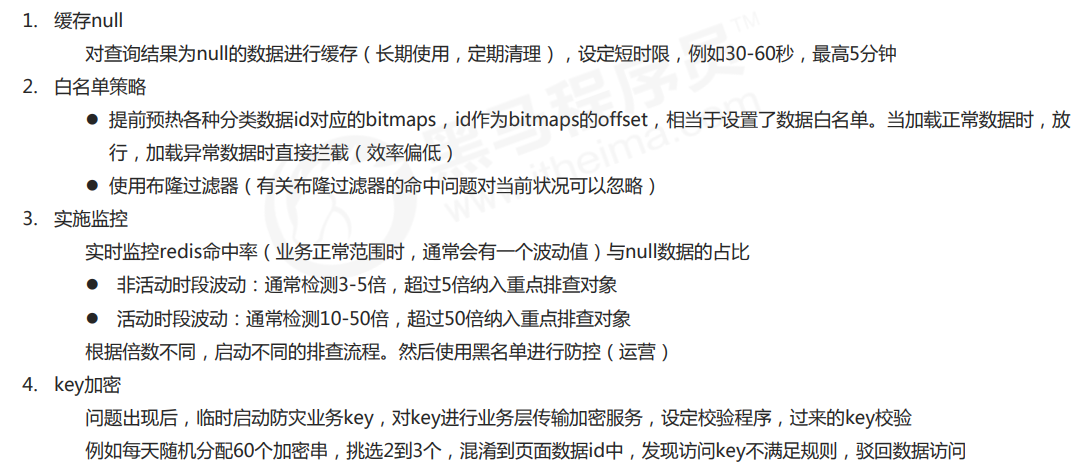 1. 缓存null
对查询结果为null的数据进行缓存（长期使用，定期清理），设定短时限，例如30-60秒，最高5分钟
2. 白名单策略
● 提前预热各种分类数据id对应的bitmaps，id作为bitmaps的offset，相当于设置了数据白名单。当加载正常数据时，放
行，加载异常数据时直接拦截（效率偏低）
● 使用布隆过滤器（有关布隆过滤器的命中问题对当前状况可以忽略）
3. 实施监控
实时监控redis命中率（业务正常范围时，通常会有一个波动值）与null数据的占比
● 非活动时段波动：通常检测3-5倍，超过5倍纳入重点排查对象
● 活动时段波动：通常检测10-50倍，超过50倍纳入重点排查对象
根据倍数不同，启动不同的排查流程。然后使用黑名单进行防控（运营）
4. key加密
问题出现后，临时启动防灾业务key，对key进行业务层传输加密服务，设定校验程序，过来的key校验
例如每天随机分配60个加密串，挑选2到3个，混淆到页面数据id中，发现访问key不满足规则，驳回数据访问
黑马程序员™
www.itheima.com